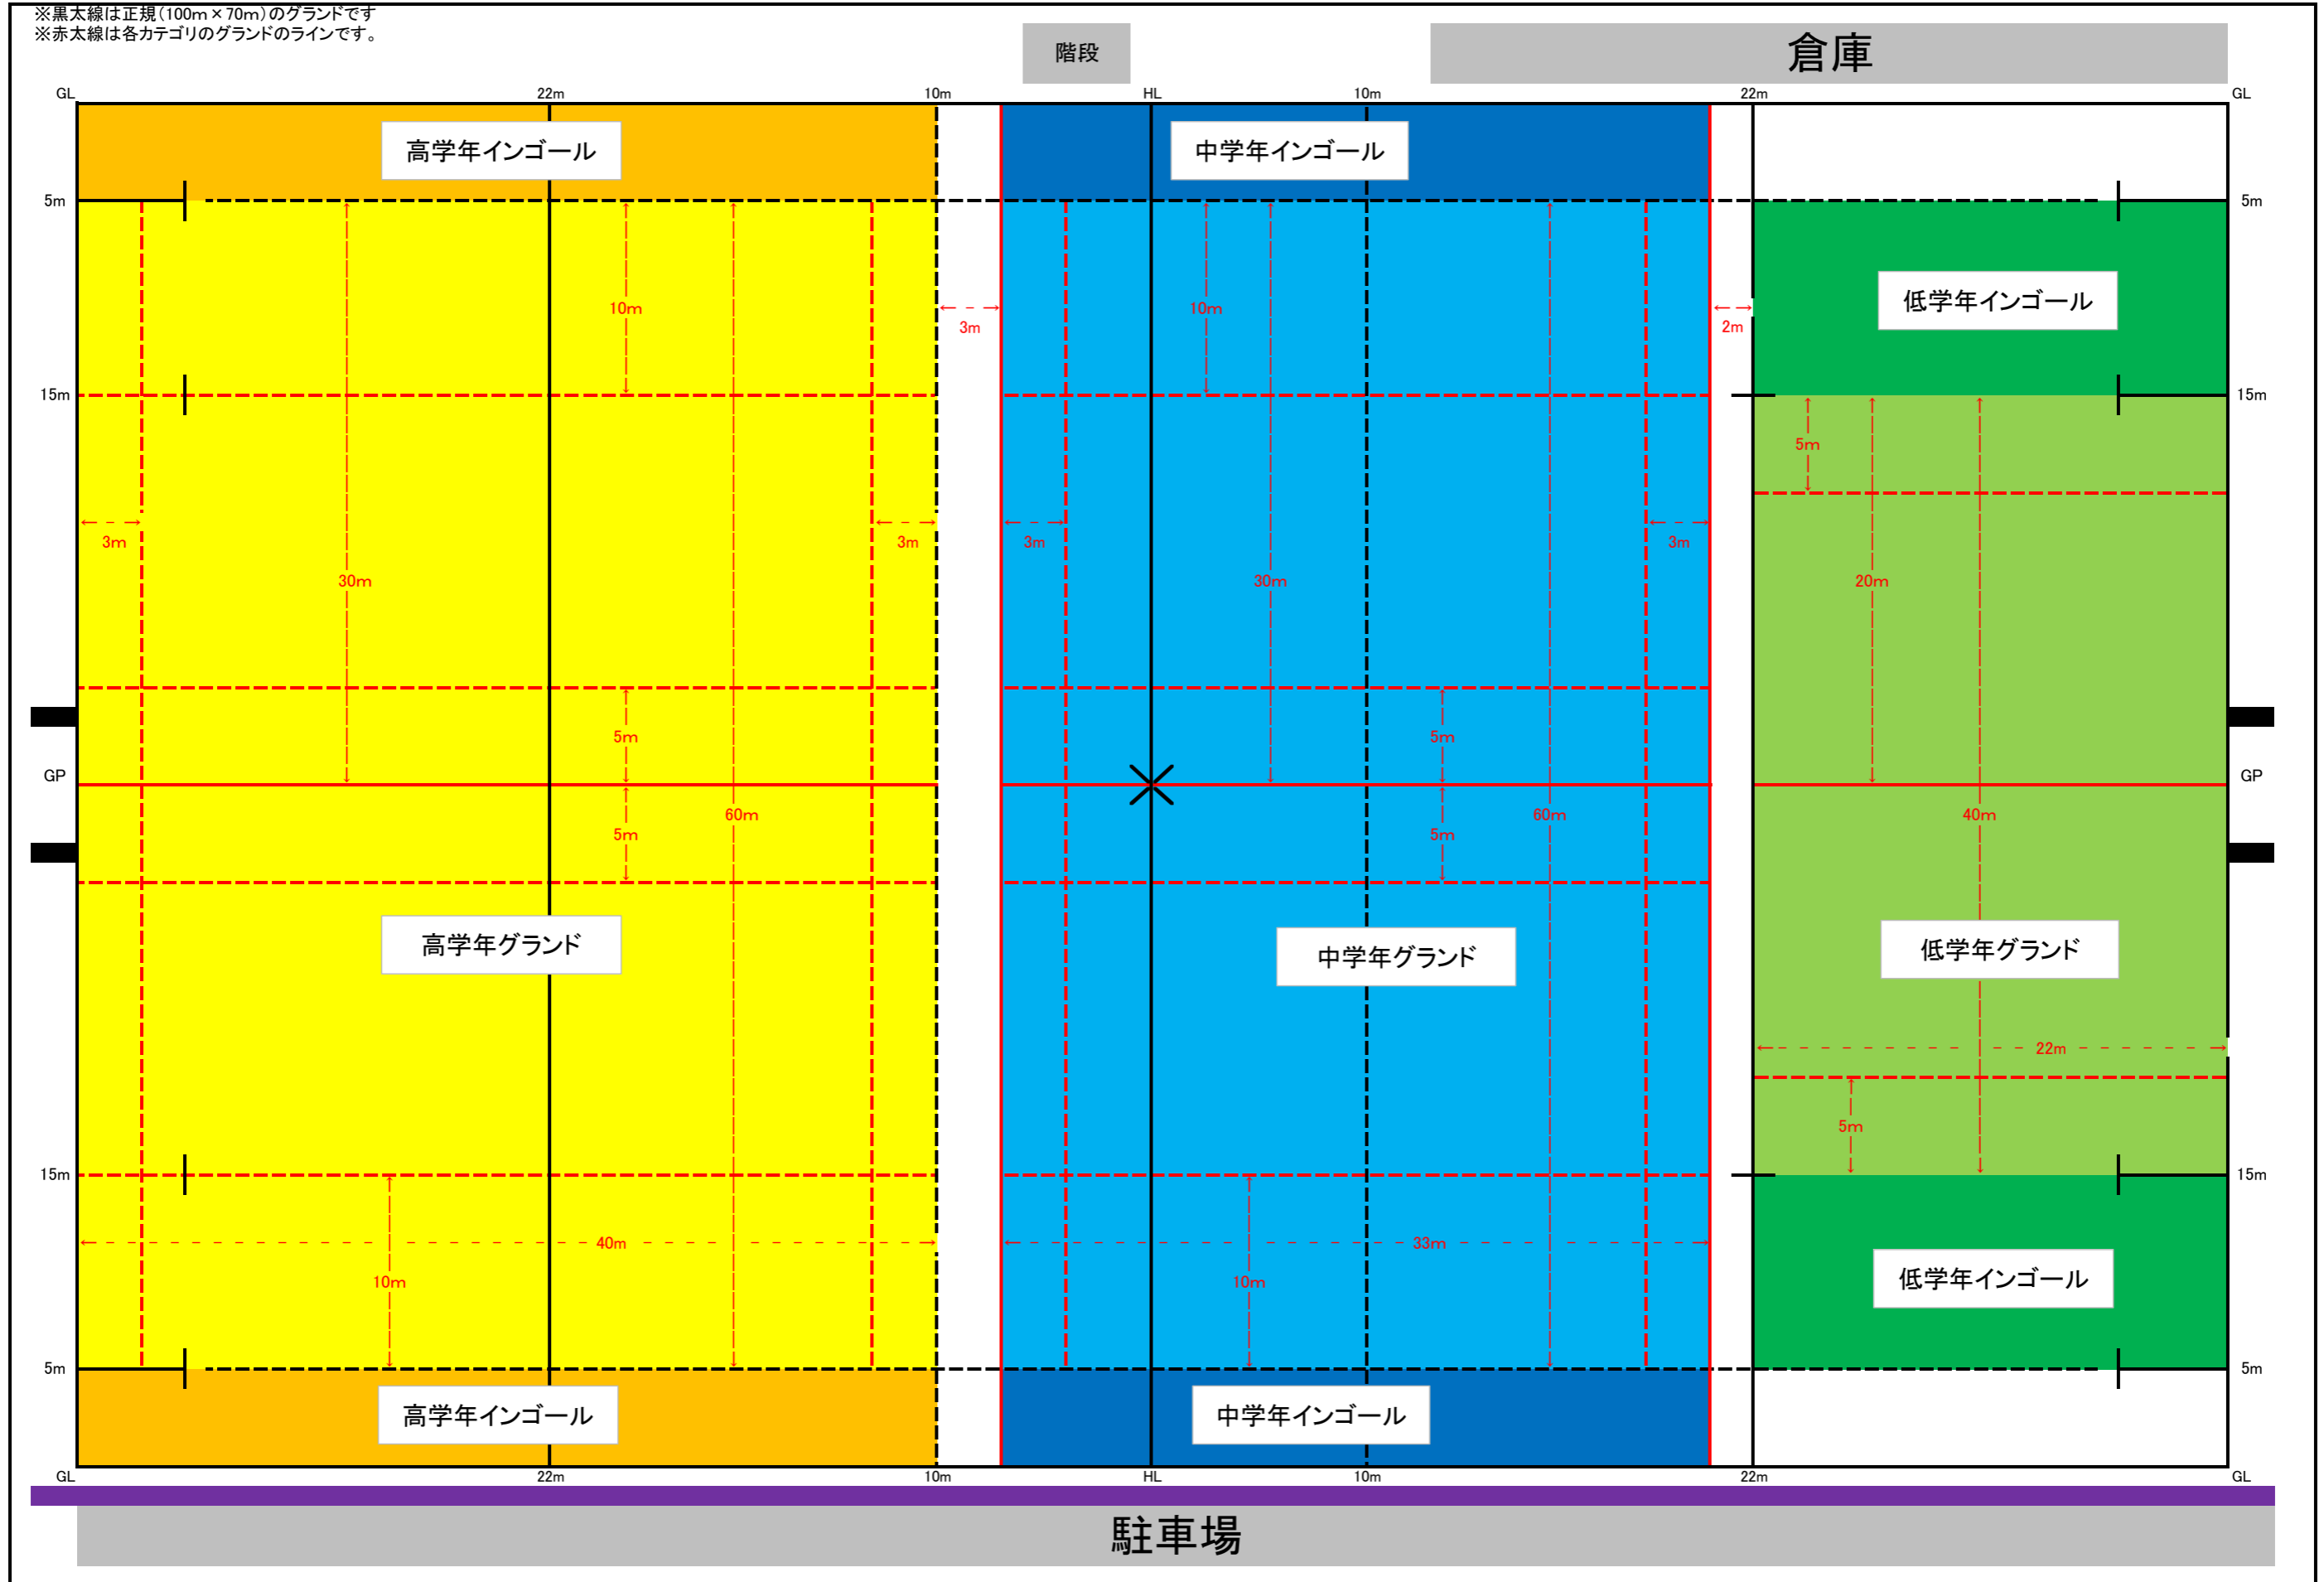 ※黒太線は正規(100m×70m)のグランドです
※赤太線は各カテゴリのグランドのラインです。
階段
倉庫
GL 22m 10m HL 10m 22m GL
高学年インゴール 中学年インゴール
5m 5m
低学年インゴール
10m 10m
3m 2m
15m 15m
5m
3m 3m 3m 3m
30m 30m 20m
5m 5m
GP GP
60m 60m 40m
5m 5m
高学年グランド 中学年グランド 低学年グランド
22m
5m
15m 15m
40m 33m
10m 10m 低学年インゴール
5m 5m
高学年インゴール 中学年インゴール
GL 22m 10m HL 10m 22m GL
駐車場